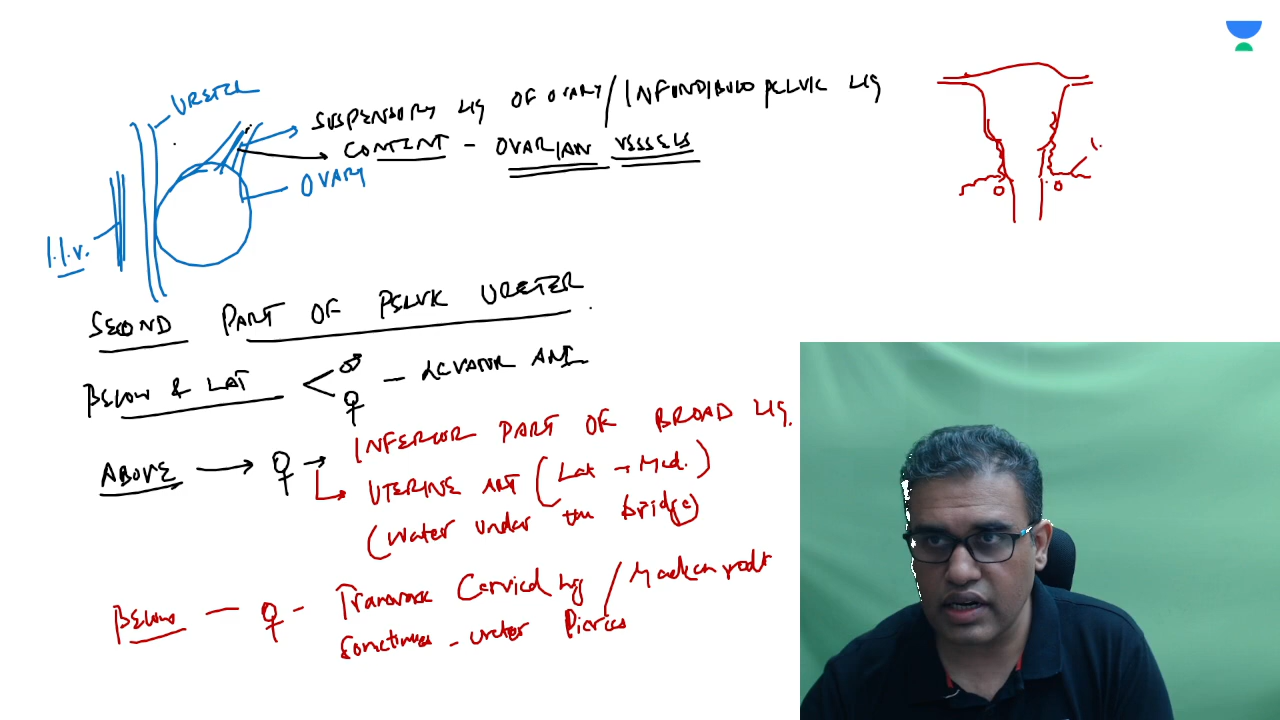 URETER
SUSPENSORY LIG OF OVARY / INFUNDIBULO PELVIC LIG
CONTENT - OVARIAN VESSELS
OVARY
I.I.V.
SECOND PART OF PELVIC URETER
BELOW & LAT < ♂ ♀ - LEVATOR ANI
ABOVE → ♀ → INFERIOR PART OF BROAD LIG.
UTERINE ART (Lat → Med.)
(Water under the bridge)
BELOW - ♀ - Transverse Cervical lig / Mackenrodt
Sometimes - ureter Pierces